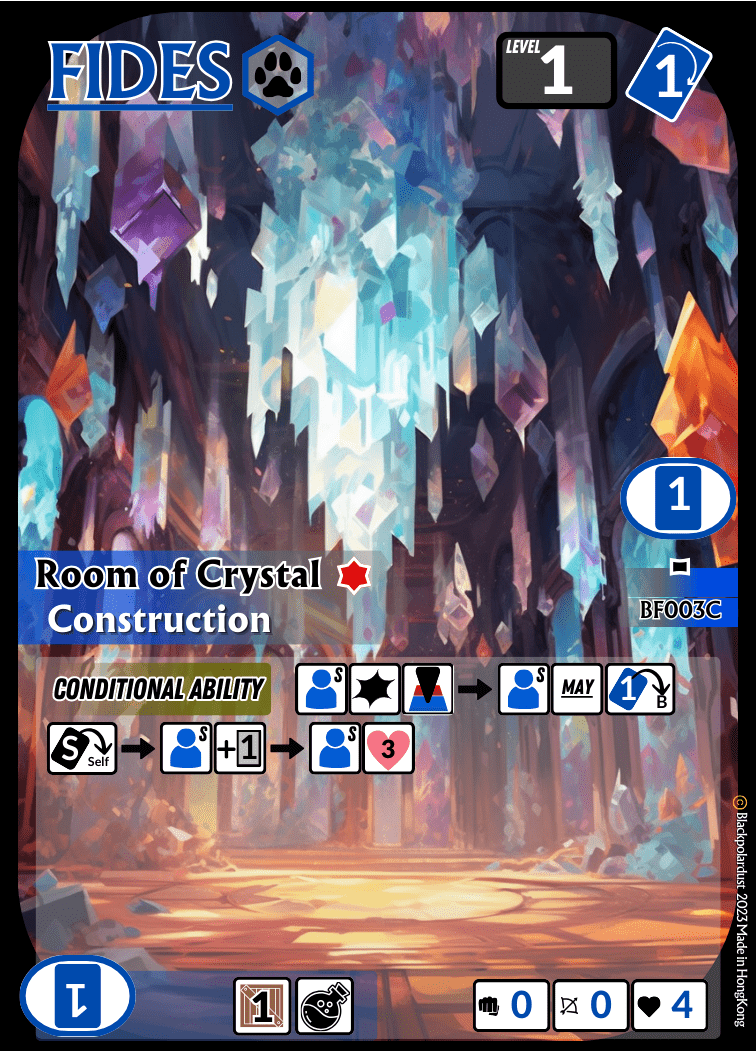 FIDES
LEVEL
1
1
1
Room of Crystal
Construction
BF003C
CONDITIONAL ABILITY
S
S
MAY
1
B
S
Self
S
+1
S
3
© Blackpolardust 2023 Made in HongKong
1
1
0
0
4